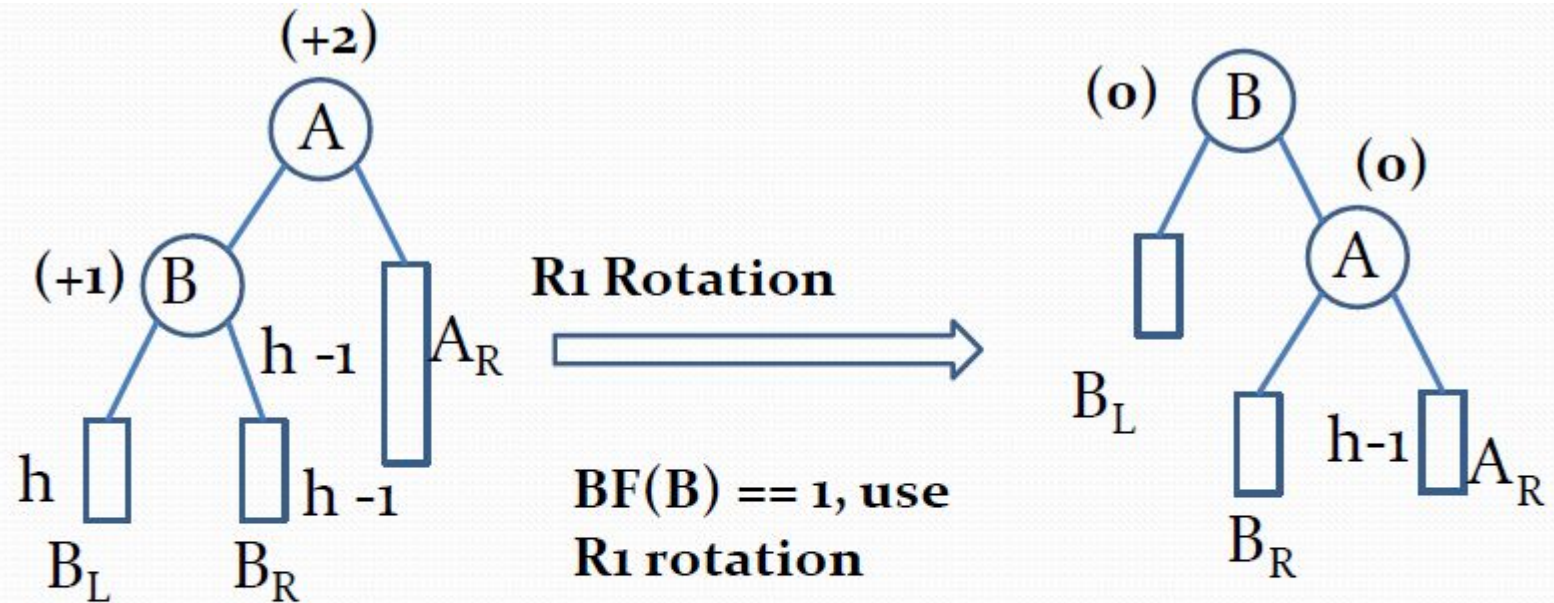 (+2)
A
(+1)
B
h -1
A_R
h
h -1
B_L
B_R
R1 Rotation
BF(B) == 1, use
R1 rotation
(0)
B
(0)
A
B_L
h-1
A_R
B_R